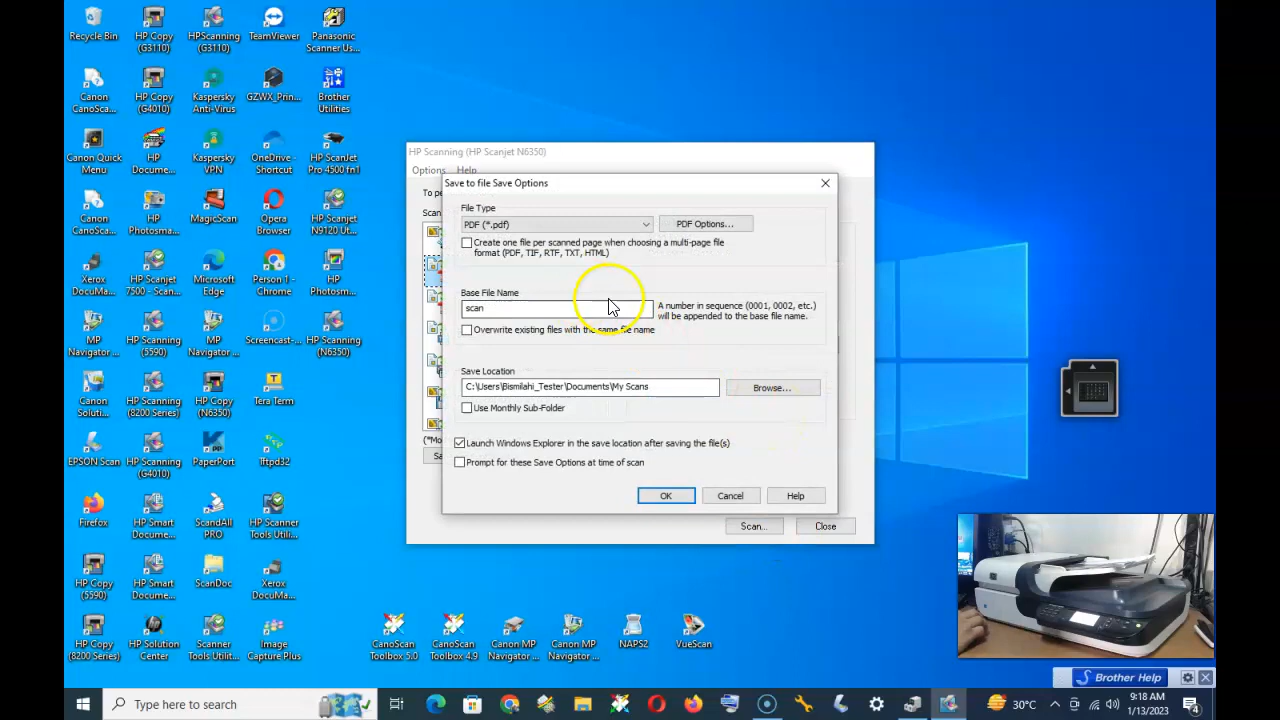 Recycle Bin
HP Copy
(G3110)
HPScanning
(G3110)
TeamViewer
Panasonic
Scanner Us...
Canon
CanoSca...
HP Copy
(G4010)
Kaspersky
Anti-Virus
GZWX_Prin...
Brother
Utilities
Canon Quick
Menu
HP
Docume...
Kaspersky
VPN
OneDrive -
Shortcut
HP ScanJet
Pro 4500 fn1
Canon
CanoSca...
HP
Photosma...
MagicScan
Opera
Browser
HP Scanjet
N9120 Ut...
Xerox
DocuMa...
HP Scanjet
7500 - Scan...
Microsoft
Edge
Person 1 -
Chrome
HP
Photosm...
MP
Navigator ...
HP Scanning
(5590)
MP
Navigator ...
Screencast-...
HP Scanning
(N6350)
Canon
Soluti...
HP Scanning
(8200 Series)
HP Copy
(N6350)
Tera Term
EPSON Scan
HP Scanning
(G4010)
PaperPort
Tftpd32
Firefox
HP Smart
Docume...
ScandAll
PRO
HP Scanner
Tools Utili...
HP Copy
(5590)
HP Smart
Docume...
ScanDoc
Xerox
DocuMa...
HP Copy
(8200 Series)
HP Solution
Center
Scanner
Tools Utilit...
Image
Capture Plus
CanoScan
Toolbox 5.0
CanoScan
Toolbox 4.9
Canon MP
Navigator ...
Canon MP
Navigator ...
NAPS2
VueScan
HP Scanning (HP Scanjet N6350)
Options Help
To pe
Scan
(*Mo
Sa
Scan...
Close
Save to file Save Options
File Type
PDF (*.pdf)
PDF Options...
Create one file per scanned page when choosing a multi-page file
format (PDF, TIF, RTF, TXT, HTML)
Base File Name
scan
A number in sequence (0001, 0002, etc.)
will be appended to the base file name.
Overwrite existing files with the same file name
Save Location
C:\Users\Bismilahi_Tester\Documents\My Scans
Browse...
Use Monthly Sub-Folder
Launch Windows Explorer in the save location after saving the file(s)
Prompt for these Save Options at time of scan
OK
Cancel
Help
Brother Help
Type here to search
30°C
9:18 AM
1/13/2023
4